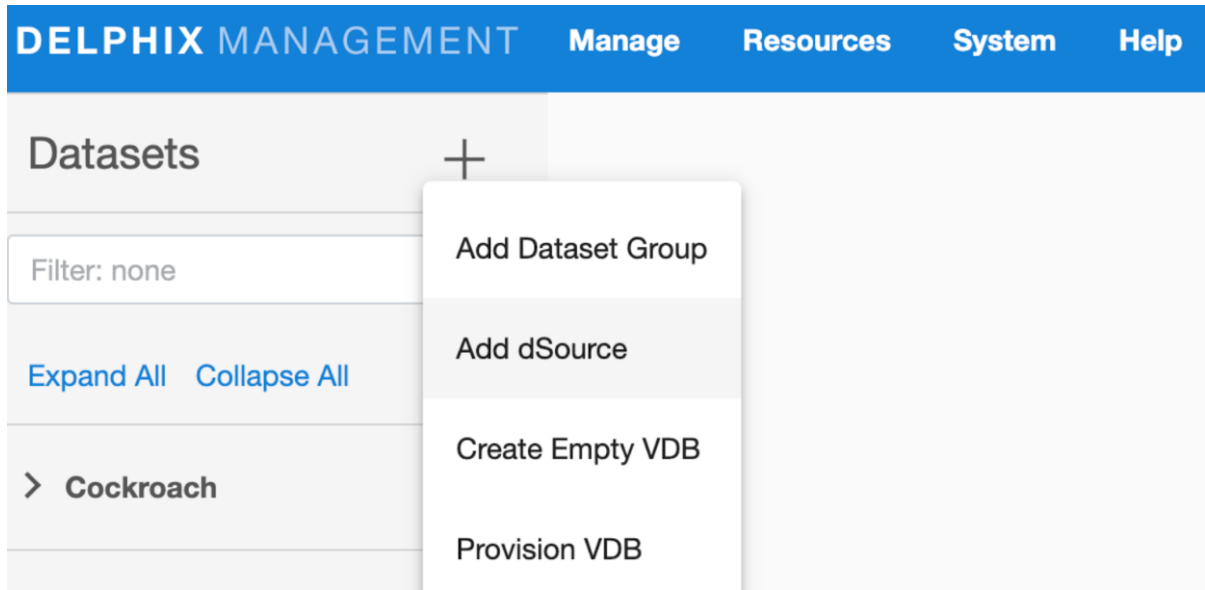 DELPHIX MANAGEMENT Manage Resources System Help
Datasets
Add Dataset Group
Filter: none
Add dSource
Expand All Collapse All
Create Empty VDB
Cockroach
Provision VDB